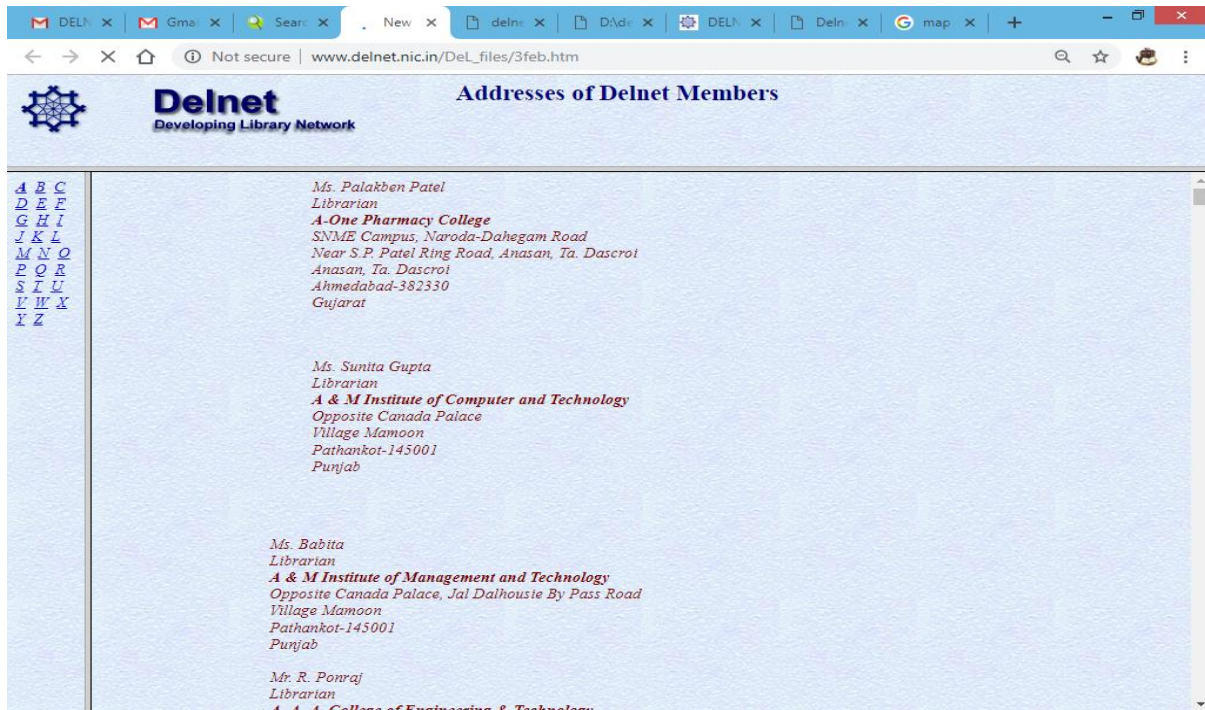 DELN Gmai Searc New delne D:\de DELN Deln map
Not secure | www.delnet.nic.in/DeL_files/3feb.htm
Delnet
Developing Library Network
Addresses of Delnet Members
A B C
D E F
G H I
J K L
M N O
P Q R
S T U
V W X
Y Z
Ms. Palakben Patel
Librarian
A-One Pharmacy College
SNME Campus, Naroda-Dahegam Road
Near S.P. Patel Ring Road, Anasan, Ta. Dascroi
Anasan, Ta. Dascroi
Ahmedabad-382330
Gujarat
Ms. Sunita Gupta
Librarian
A & M Institute of Computer and Technology
Opposite Canada Palace
Village Mamoon
Pathankot-145001
Punjab
Ms. Babita
Librarian
A & M Institute of Management and Technology
Opposite Canada Palace, Jal Dalhousie By Pass Road
Village Mamoon
Pathankot-145001
Punjab
Mr. R. Ponraj
Librarian
A. A. A. College of Engineering & Technology